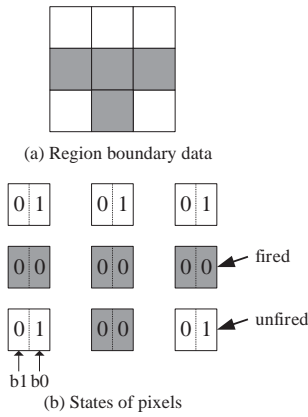 (a) Region boundary data
0 1 0 1 0 1
0 0 0 0 0 0 fired
0 1 0 0 0 1 unfired
b1 b0
(b) States of pixels